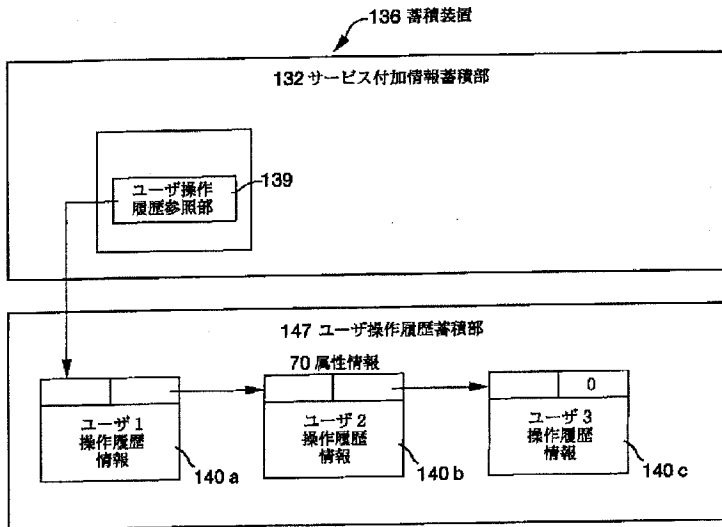 136 蓄積装置
132 サービス付加情報蓄積部
139
ユーザ操作
履歴参照部
147 ユーザ操作履歴蓄積部
70 属性情報
0
ユーザ1
操作履歴
情報
140a
ユーザ2
操作履歴
情報
140b
ユーザ3
操作履歴
情報
140c